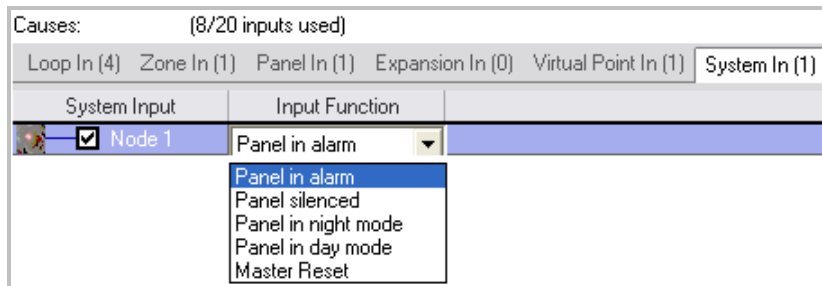 Causes: (8/20 inputs used)
Loop In (4) Zone In (1) Panel In (1) Expansion In (0) Virtual Point In (1) System In (1)
System Input Input Function
Node 1 Panel in alarm
Panel in alarm
Panel silenced
Panel in night mode
Panel in day mode
Master Reset